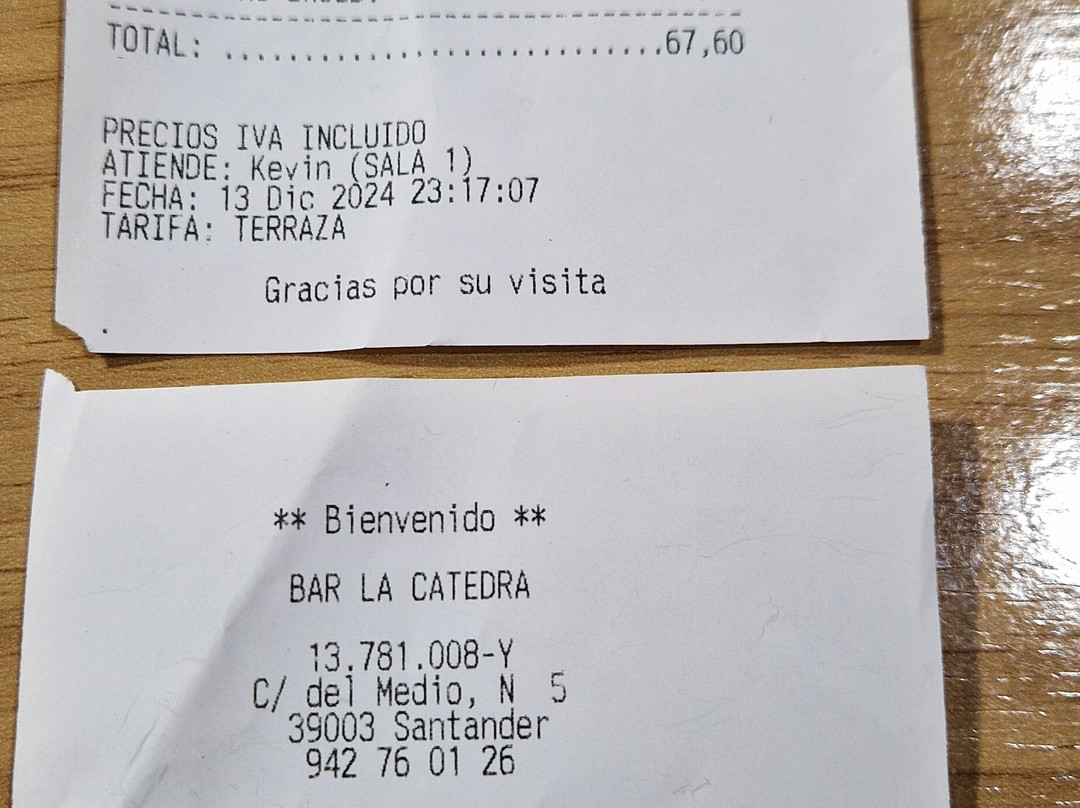 TOTAL: ...........................67,60
PRECIOS IVA INCLUIDO
ATIENDE: Kevin (SALA 1)
FECHA: 13 Dic 2024 23:17:07
TARIFA: TERRAZA
Gracias por su visita
** Bienvenido **
BAR LA CATEDRA
13.781.008-Y
C/ del Medio, N 5
39003 Santander
942 76 01 26